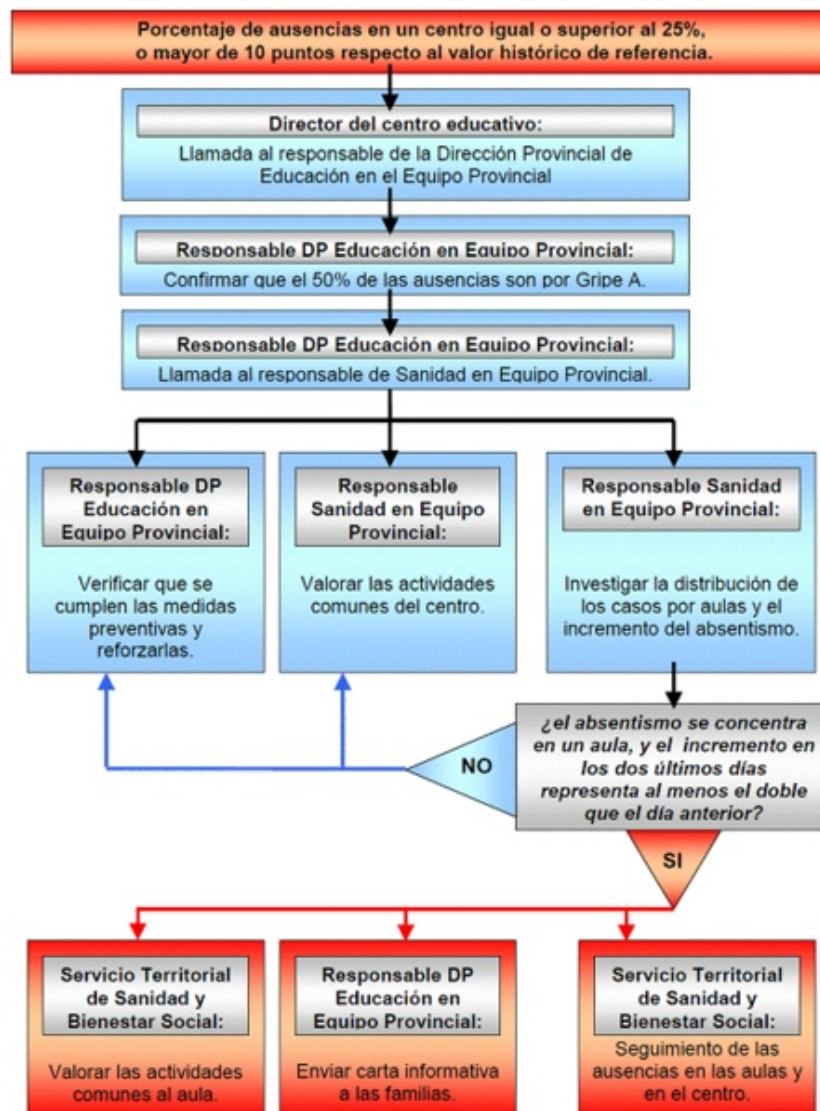 Porcentaje de ausencias en un centro igual o superior al 25%,
o mayor de 10 puntos respecto al valor histórico de referencia.
Director del centro educativo:
Llamada al responsable de la Dirección Provincial de
Educación en el Equipo Provincial
Responsable DP Educación en Equipo Provincial:
Confirmar que el 50% de las ausencias son por Gripe A.
Responsable DP Educación en Equipo Provincial:
Llamada al responsable de Sanidad en Equipo Provincial.
Responsable DP
Educación en
Equipo Provincial:
Verificar que se
cumplen las medidas
preventivas y
reforzarlas.
Responsable
Sanidad en Equipo
Provincial:
Valorar las actividades
comunes del centro.
Responsable Sanidad
en Equipo Provincial:
Investigar la distribución de
los casos por aulas y el
incremento del absentismo.
¿el absentismo se concentra
en un aula, y el incremento en
los dos últimos días
representa al menos el doble
que el día anterior?
NO
SI
Servicio Territorial
de Sanidad y
Bienestar Social:
Valorar las actividades
comunes al aula.
Responsable DP
Educación en
Equipo Provincial:
Enviar carta informativa
a las familias.
Servicio Territorial
de Sanidad y
Bienestar Social:
Seguimiento de las
ausencias en las aulas y
en el centro.